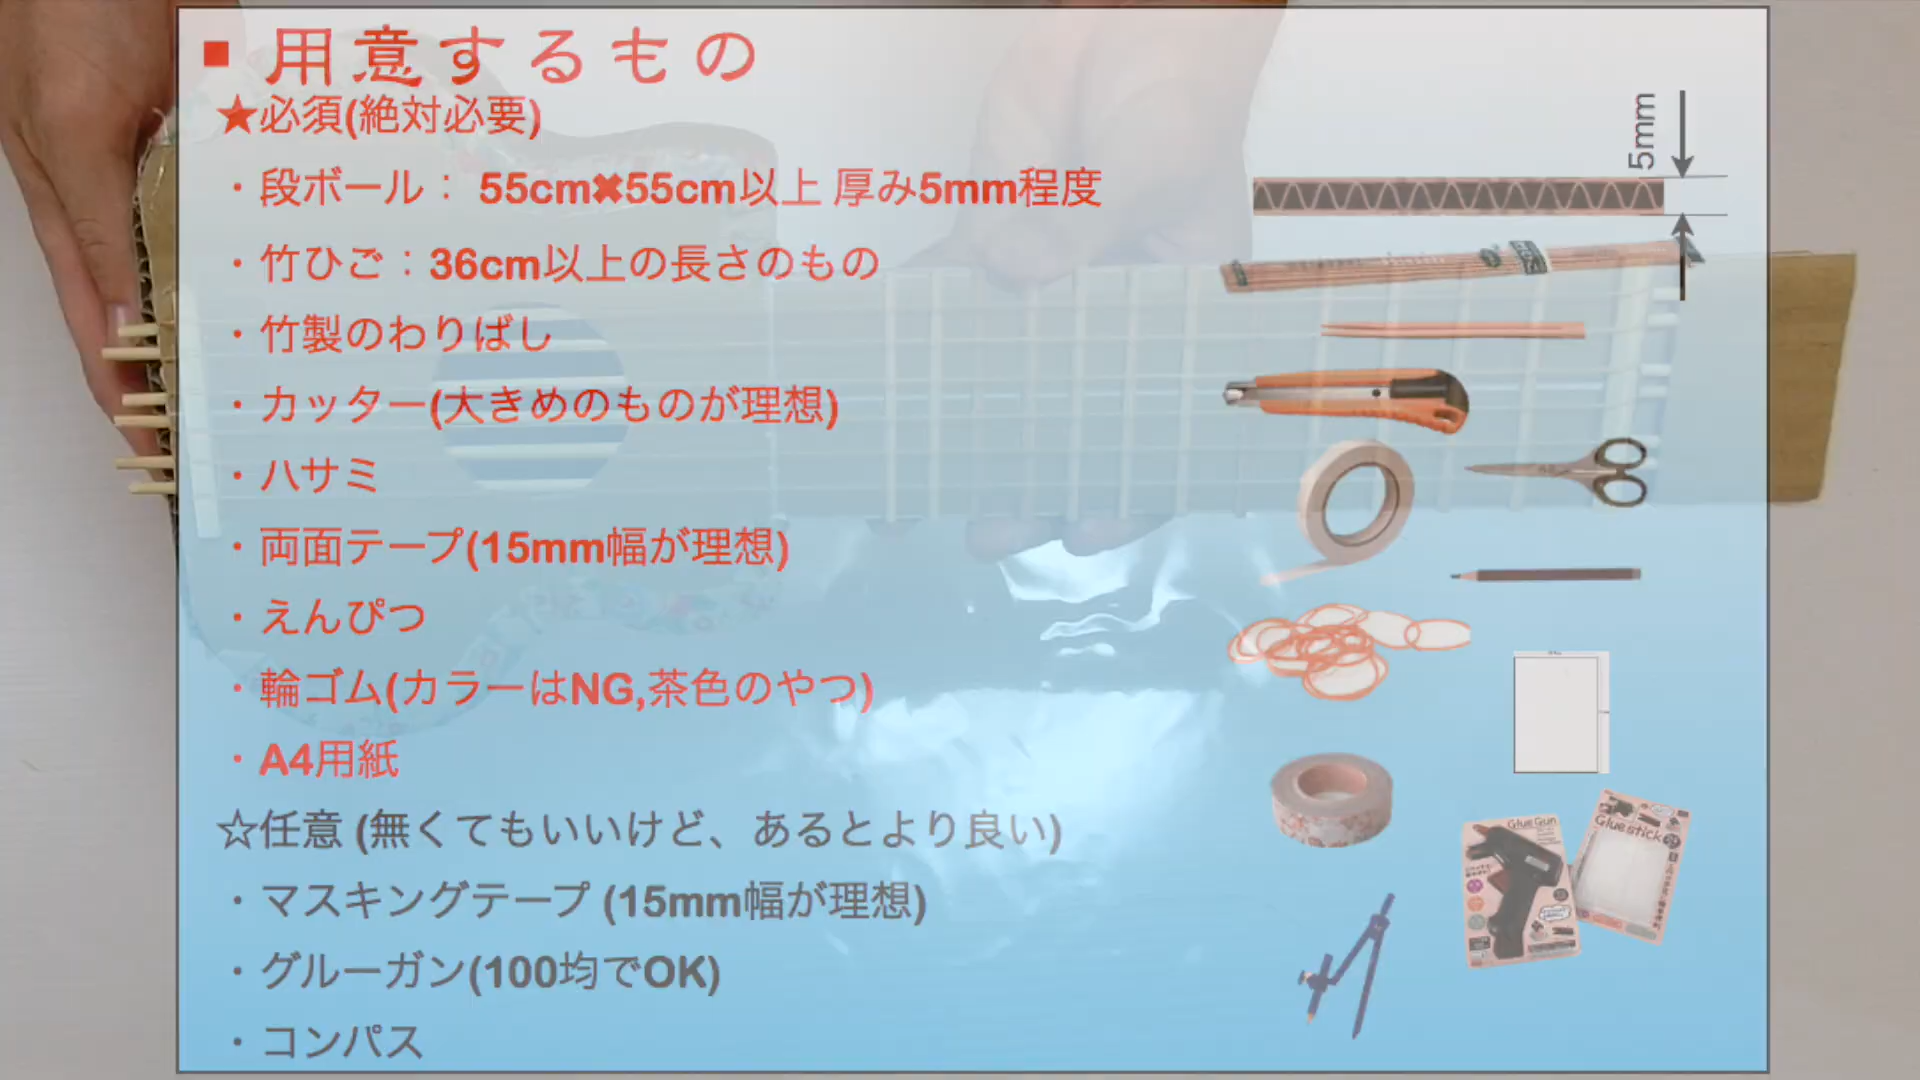 ■ 用意するもの
★必須(絶対必要)
・段ボール： 55cm✖55cm以上 厚み5mm程度
・竹ひご：36cm以上の長さのもの
・竹製のわりばし
・カッター(大きめのものが理想)
・ハサミ
・両面テープ(15mm幅が理想)
・えんぴつ
・輪ゴム(カラーはNG,茶色のやつ)
・A4用紙
☆任意 (無くてもいいけど、あるとより良い)
・マスキングテープ (15mm幅が理想)
・グルーガン(100均でOK)
・コンパス
5mm
Glue Gun
Glue stick